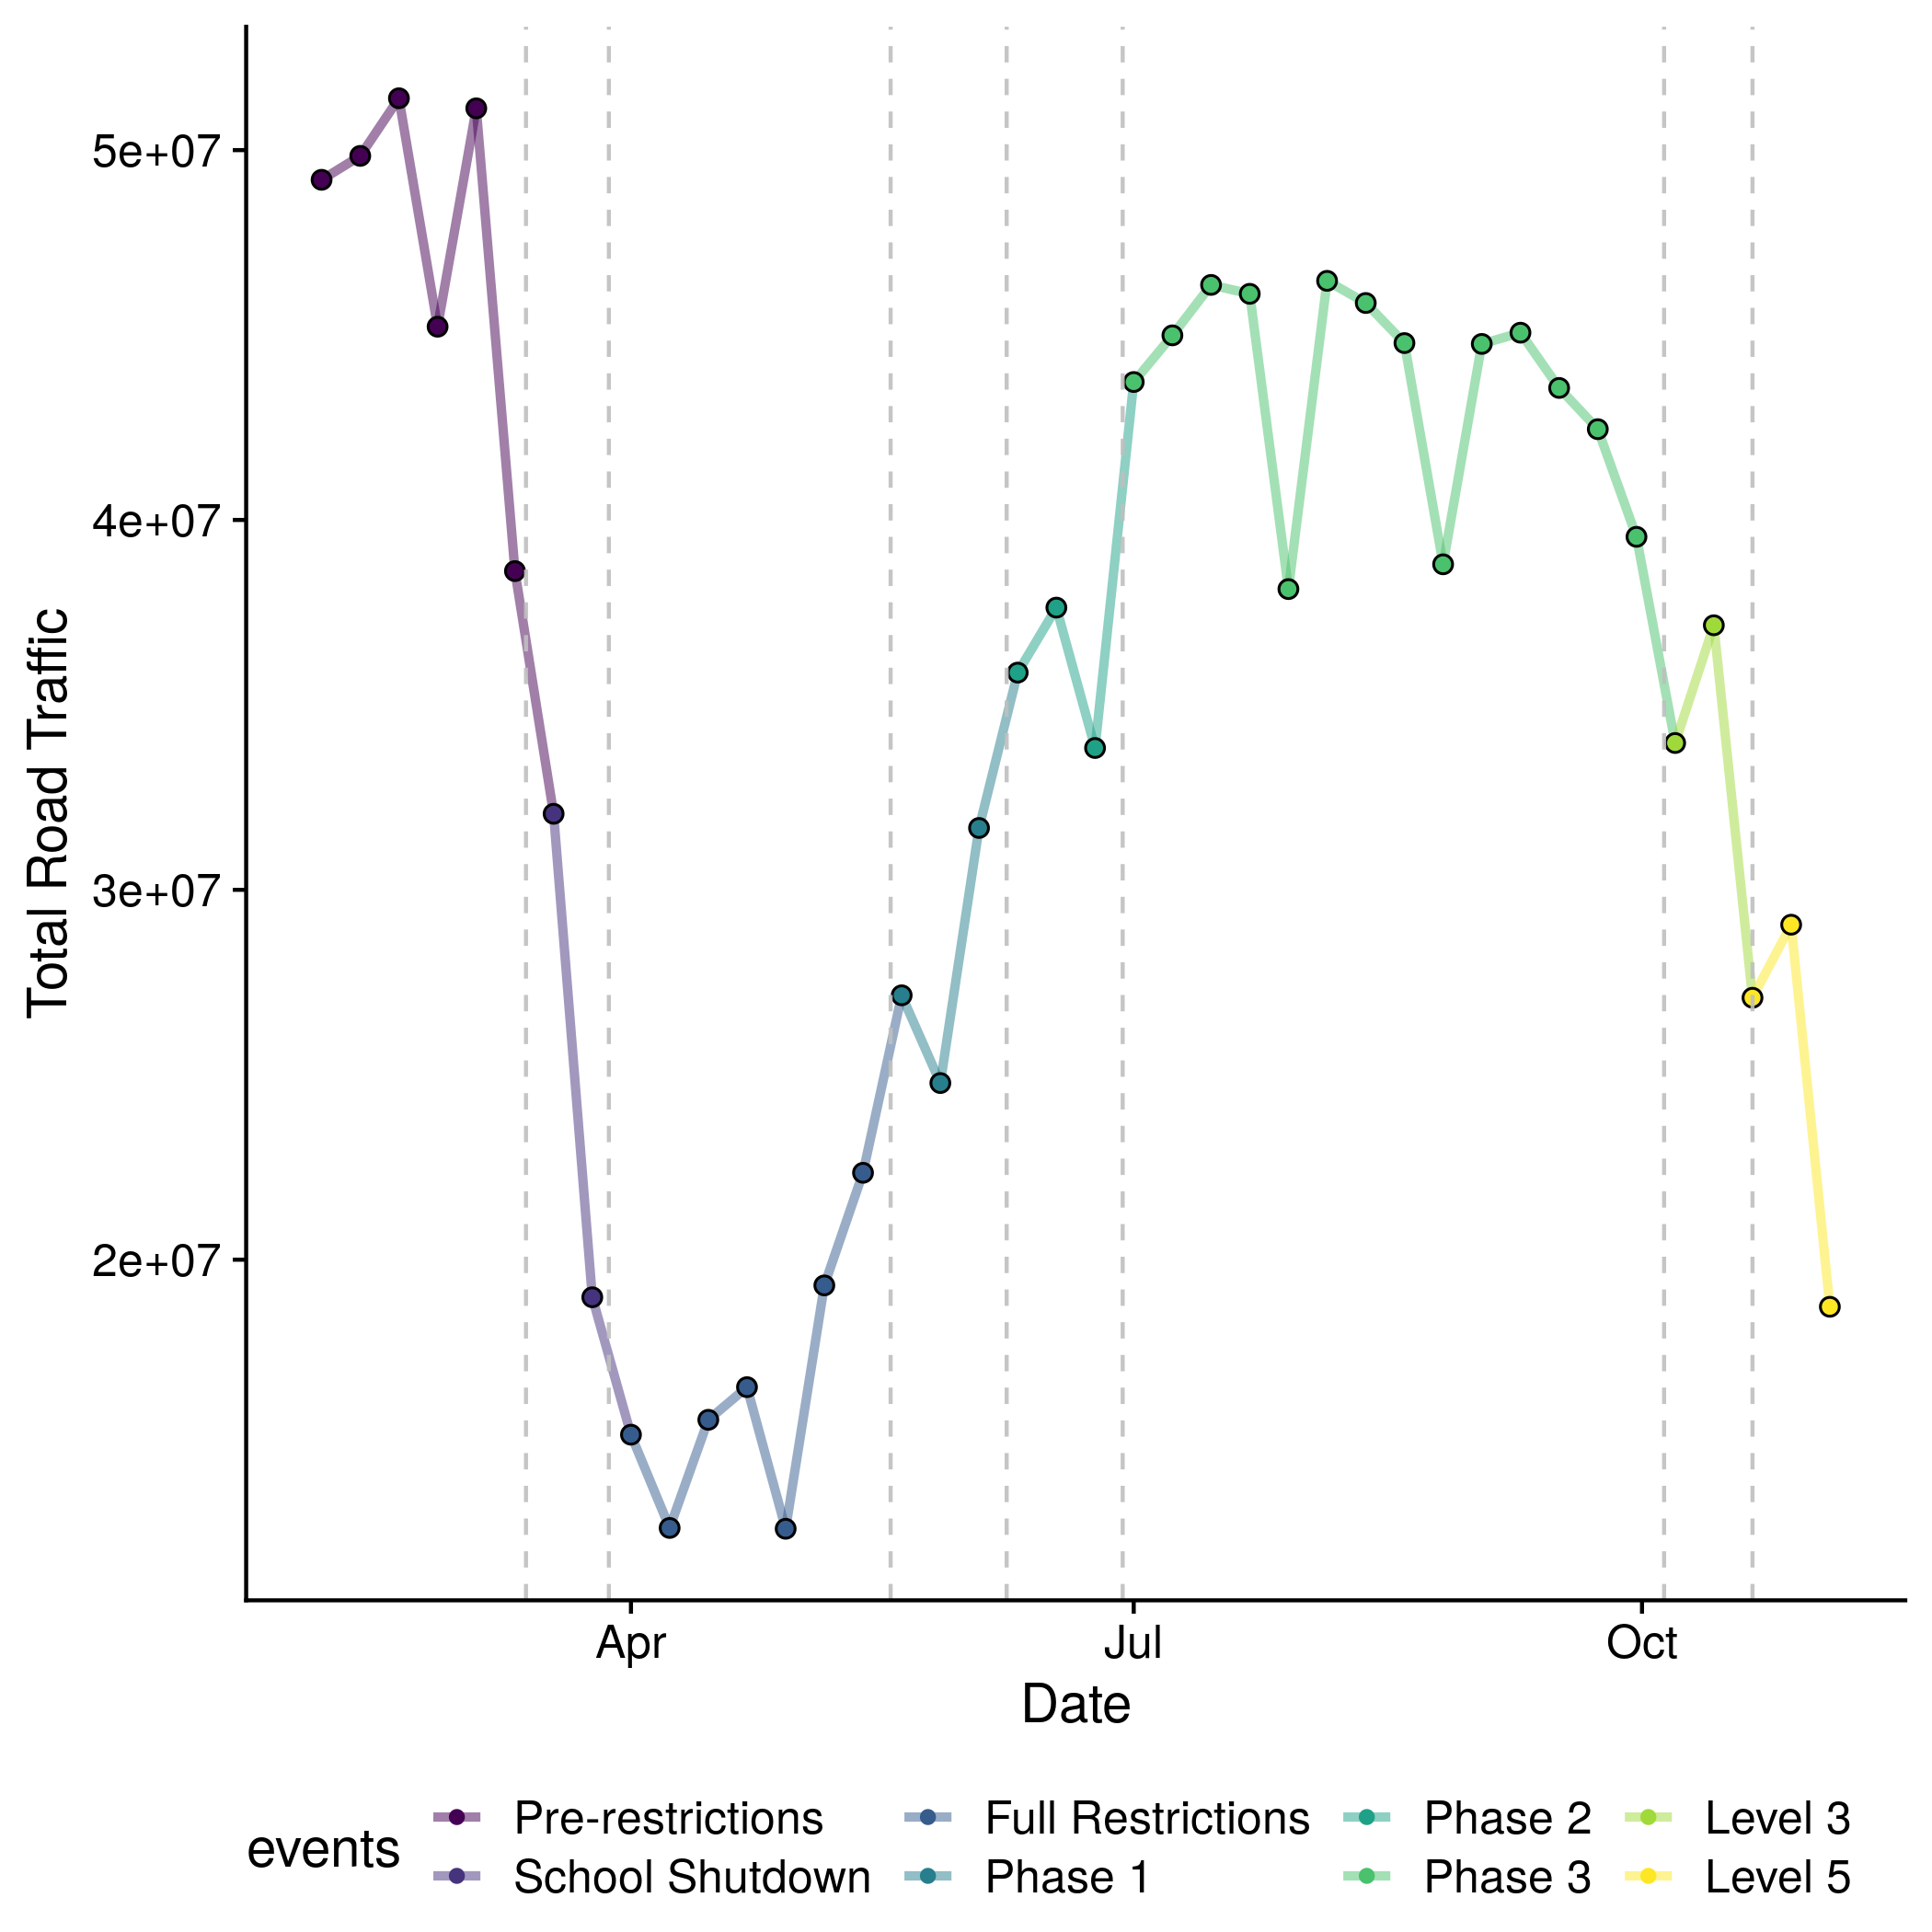 5e+07
4e+07
3e+07
2e+07
Total Road Traffic
Apr Jul Oct
Date
events
Pre-restrictions Full Restrictions Phase 2 Level 3
School Shutdown Phase 1 Phase 3 Level 5